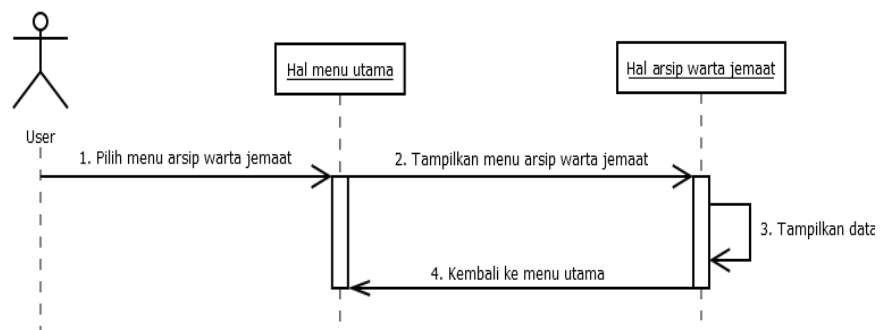 Hal menu utama
Hal arsip warta jemaat
User
1. Pilih menu arsip warta jemaat
2. Tampilkan menu arsip warta jemaat
3. Tampilkan data
4. Kembali ke menu utama